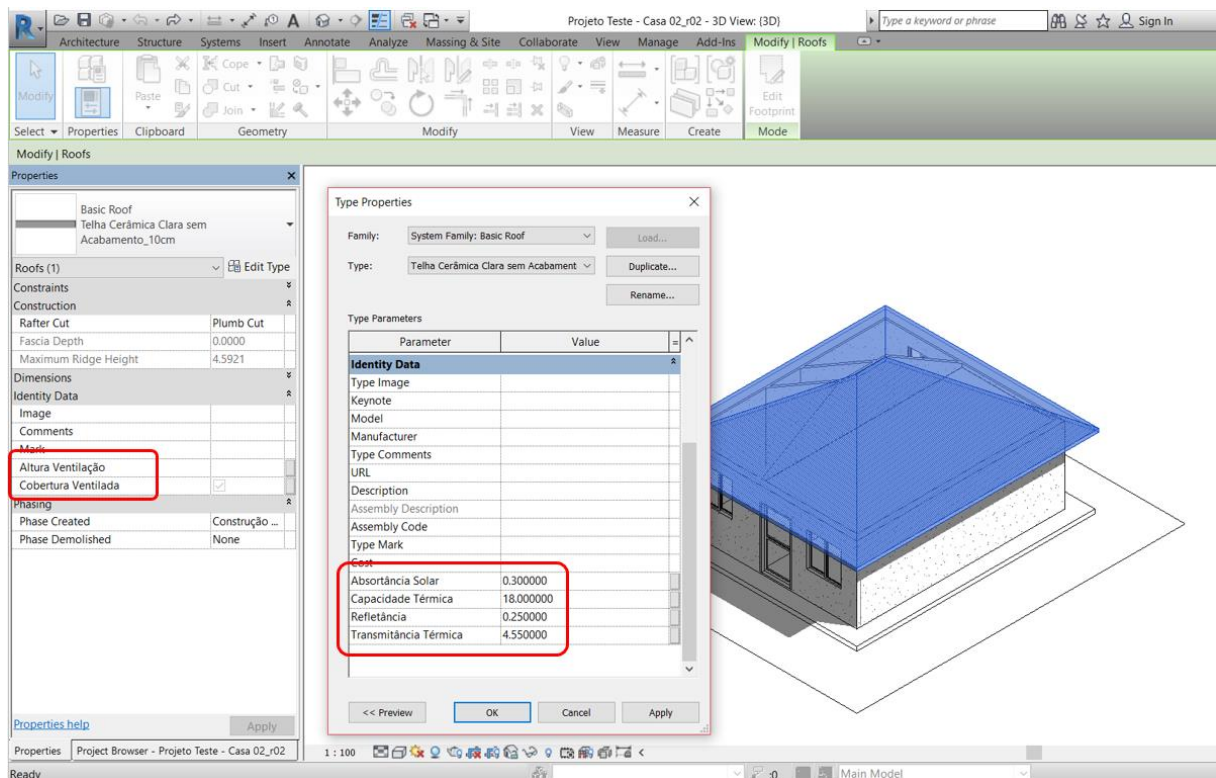 Projeto Teste - Casa 02_r02 - 3D View: {3D}
Type a keyword or phrase
Sign In
Architecture Structure Systems Insert Annotate Analyze Massing & Site Collaborate View Manage Add-Ins Modify | Roofs
Modify
Paste
Cope
Cut
Join
Edit
Footprint
Select Properties Clipboard Geometry Modify View Measure Create Mode
Modify | Roofs
Properties
Basic Roof
Telha Cerâmica Clara sem
Acabamento_10cm
Roofs (1) Edit Type
Constraints
Construction
Rafter Cut Plumb Cut
Fascia Depth 0.0000
Maximum Ridge Height 4.5921
Dimensions
Identity Data
Image
Comments
Mark
Altura Ventilação
Cobertura Ventilada
Phasing
Phase Created Construção ...
Phase Demolished None
Properties help Apply
Properties Project Browser - Projeto Teste - Casa 02_r02
Ready
Type Properties
Family: System Family: Basic Roof Load...
Type: Telha Cerâmica Clara sem Acabament Duplicate...
Rename...
Type Parameters
Parameter Value =
Identity Data
Type Image
Keynote
Model
Manufacturer
Type Comments
URL
Description
Assembly Description
Assembly Code
Type Mark
Cost
Absortância Solar 0.300000
Capacidade Térmica 18.000000
Refletância 0.250000
Transmitância Térmica 4.550000
<< Preview OK Cancel Apply
1 : 100
:0 Main Model